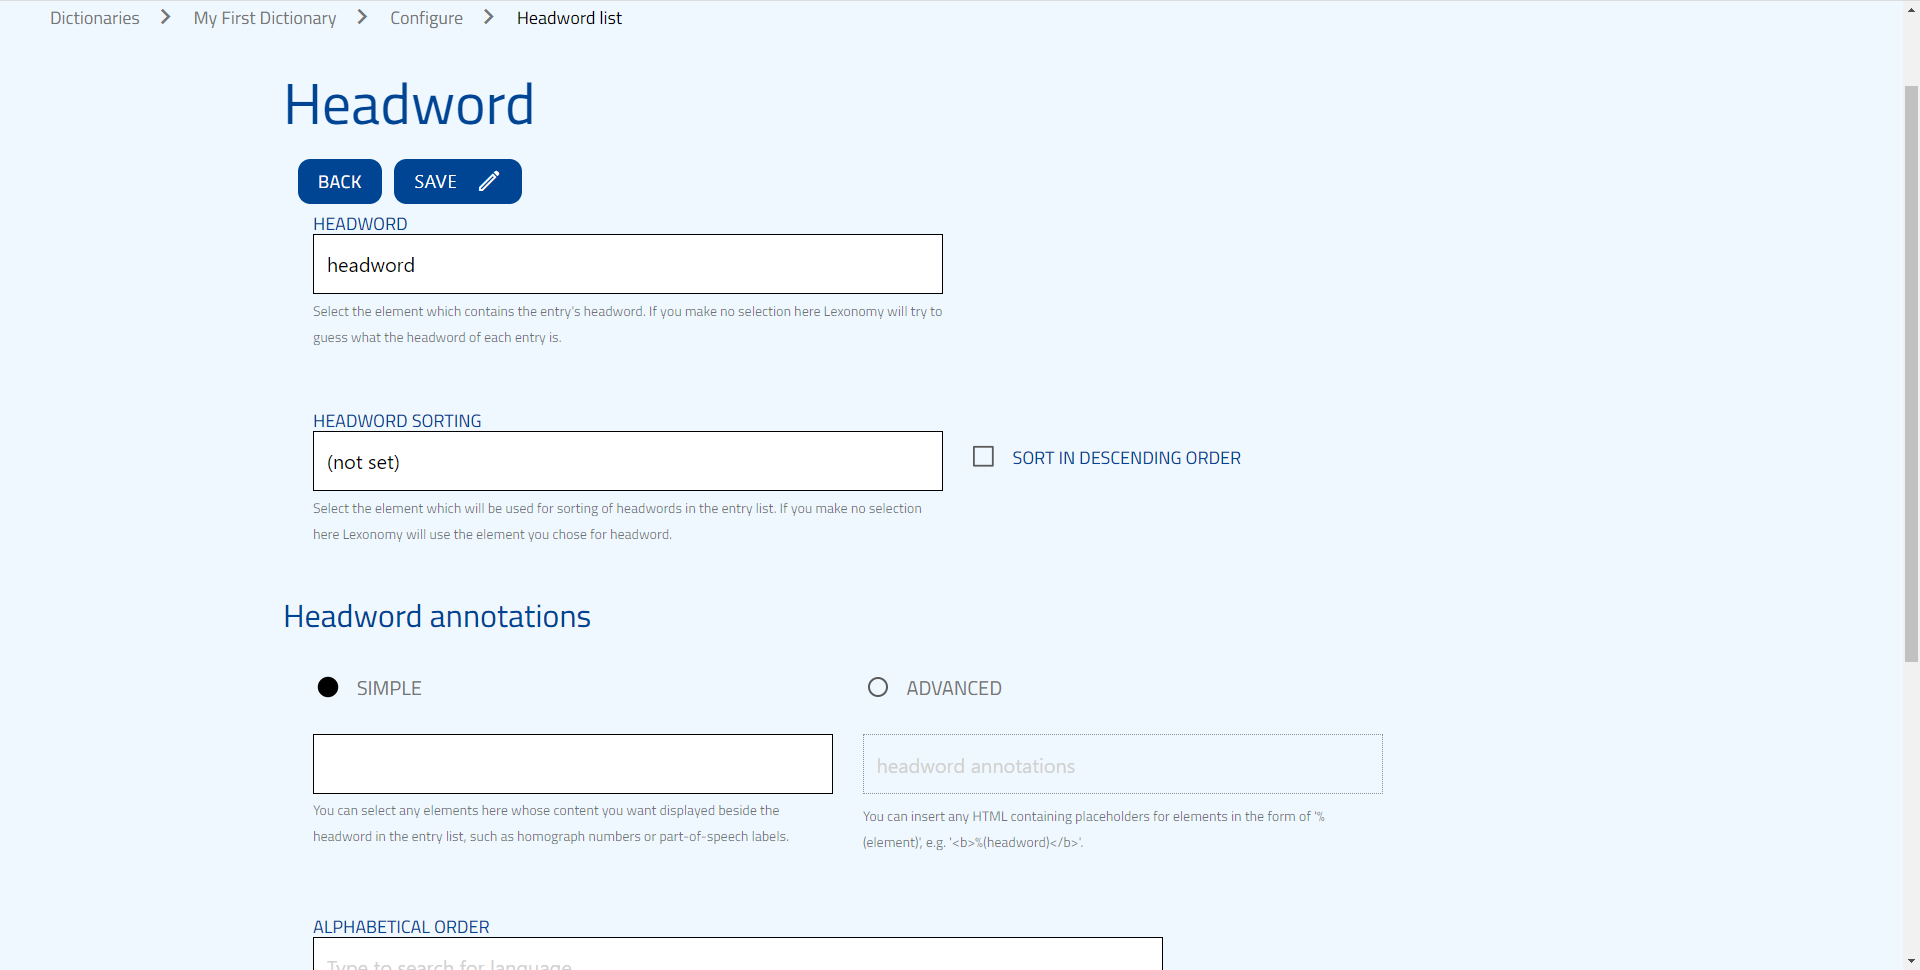 Dictionaries > My First Dictionary > Configure > Headword list
Headword
BACK SAVE
HEADWORD
headword
Select the element which contains the entry's headword. If you make no selection here Lexonomy will try to
guess what the headword of each entry is.
HEADWORD SORTING
(not set)
SORT IN DESCENDING ORDER
Select the element which will be used for sorting of headwords in the entry list. If you make no selection
here Lexonomy will use the element you chose for headword.
Headword annotations
SIMPLE
You can select any elements here whose content you want displayed beside the
headword in the entry list, such as homograph numbers or part-of-speech labels.
ADVANCED
headword annotations
You can insert any HTML containing placeholders for elements in the form of '%
(element)', e.g. '<b>%(headword)</b>'.
ALPHABETICAL ORDER
Type to search for language